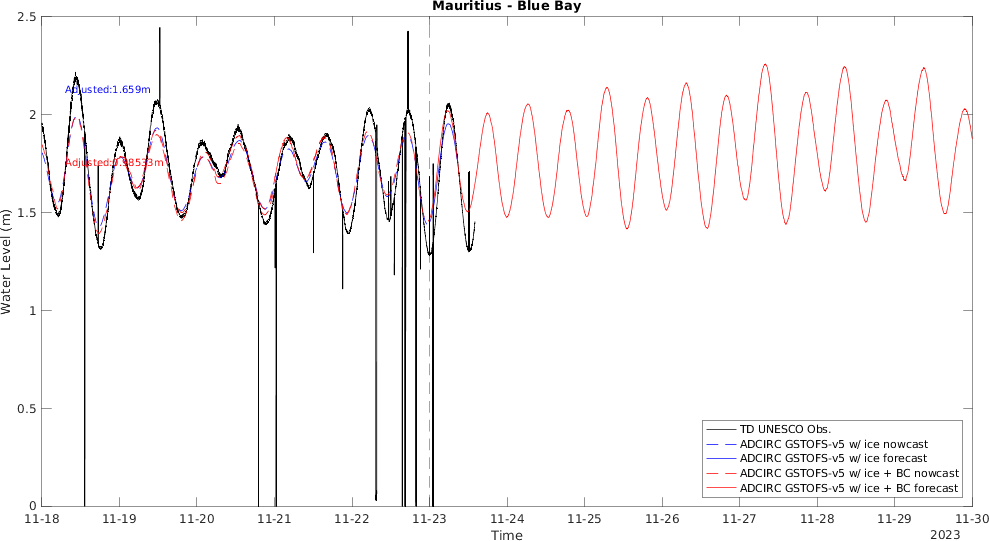 Mauritius - Blue Bay
2.5
2
1.5
1
0.5
0
Water Level (m)
Adjusted:1.659m
TD UNESCO Obs.
ADCIRC GSTOFS-v5 w/ ice nowcast
ADCIRC GSTOFS-v5 w/ ice forecast
ADCIRC GSTOFS-v5 w/ ice + BC nowcast
ADCIRC GSTOFS-v5 w/ ice + BC forecast
11-18 11-19 11-20 11-21 11-22 11-23 11-24 11-25 11-26 11-27 11-28 11-29 11-30
Time
2023